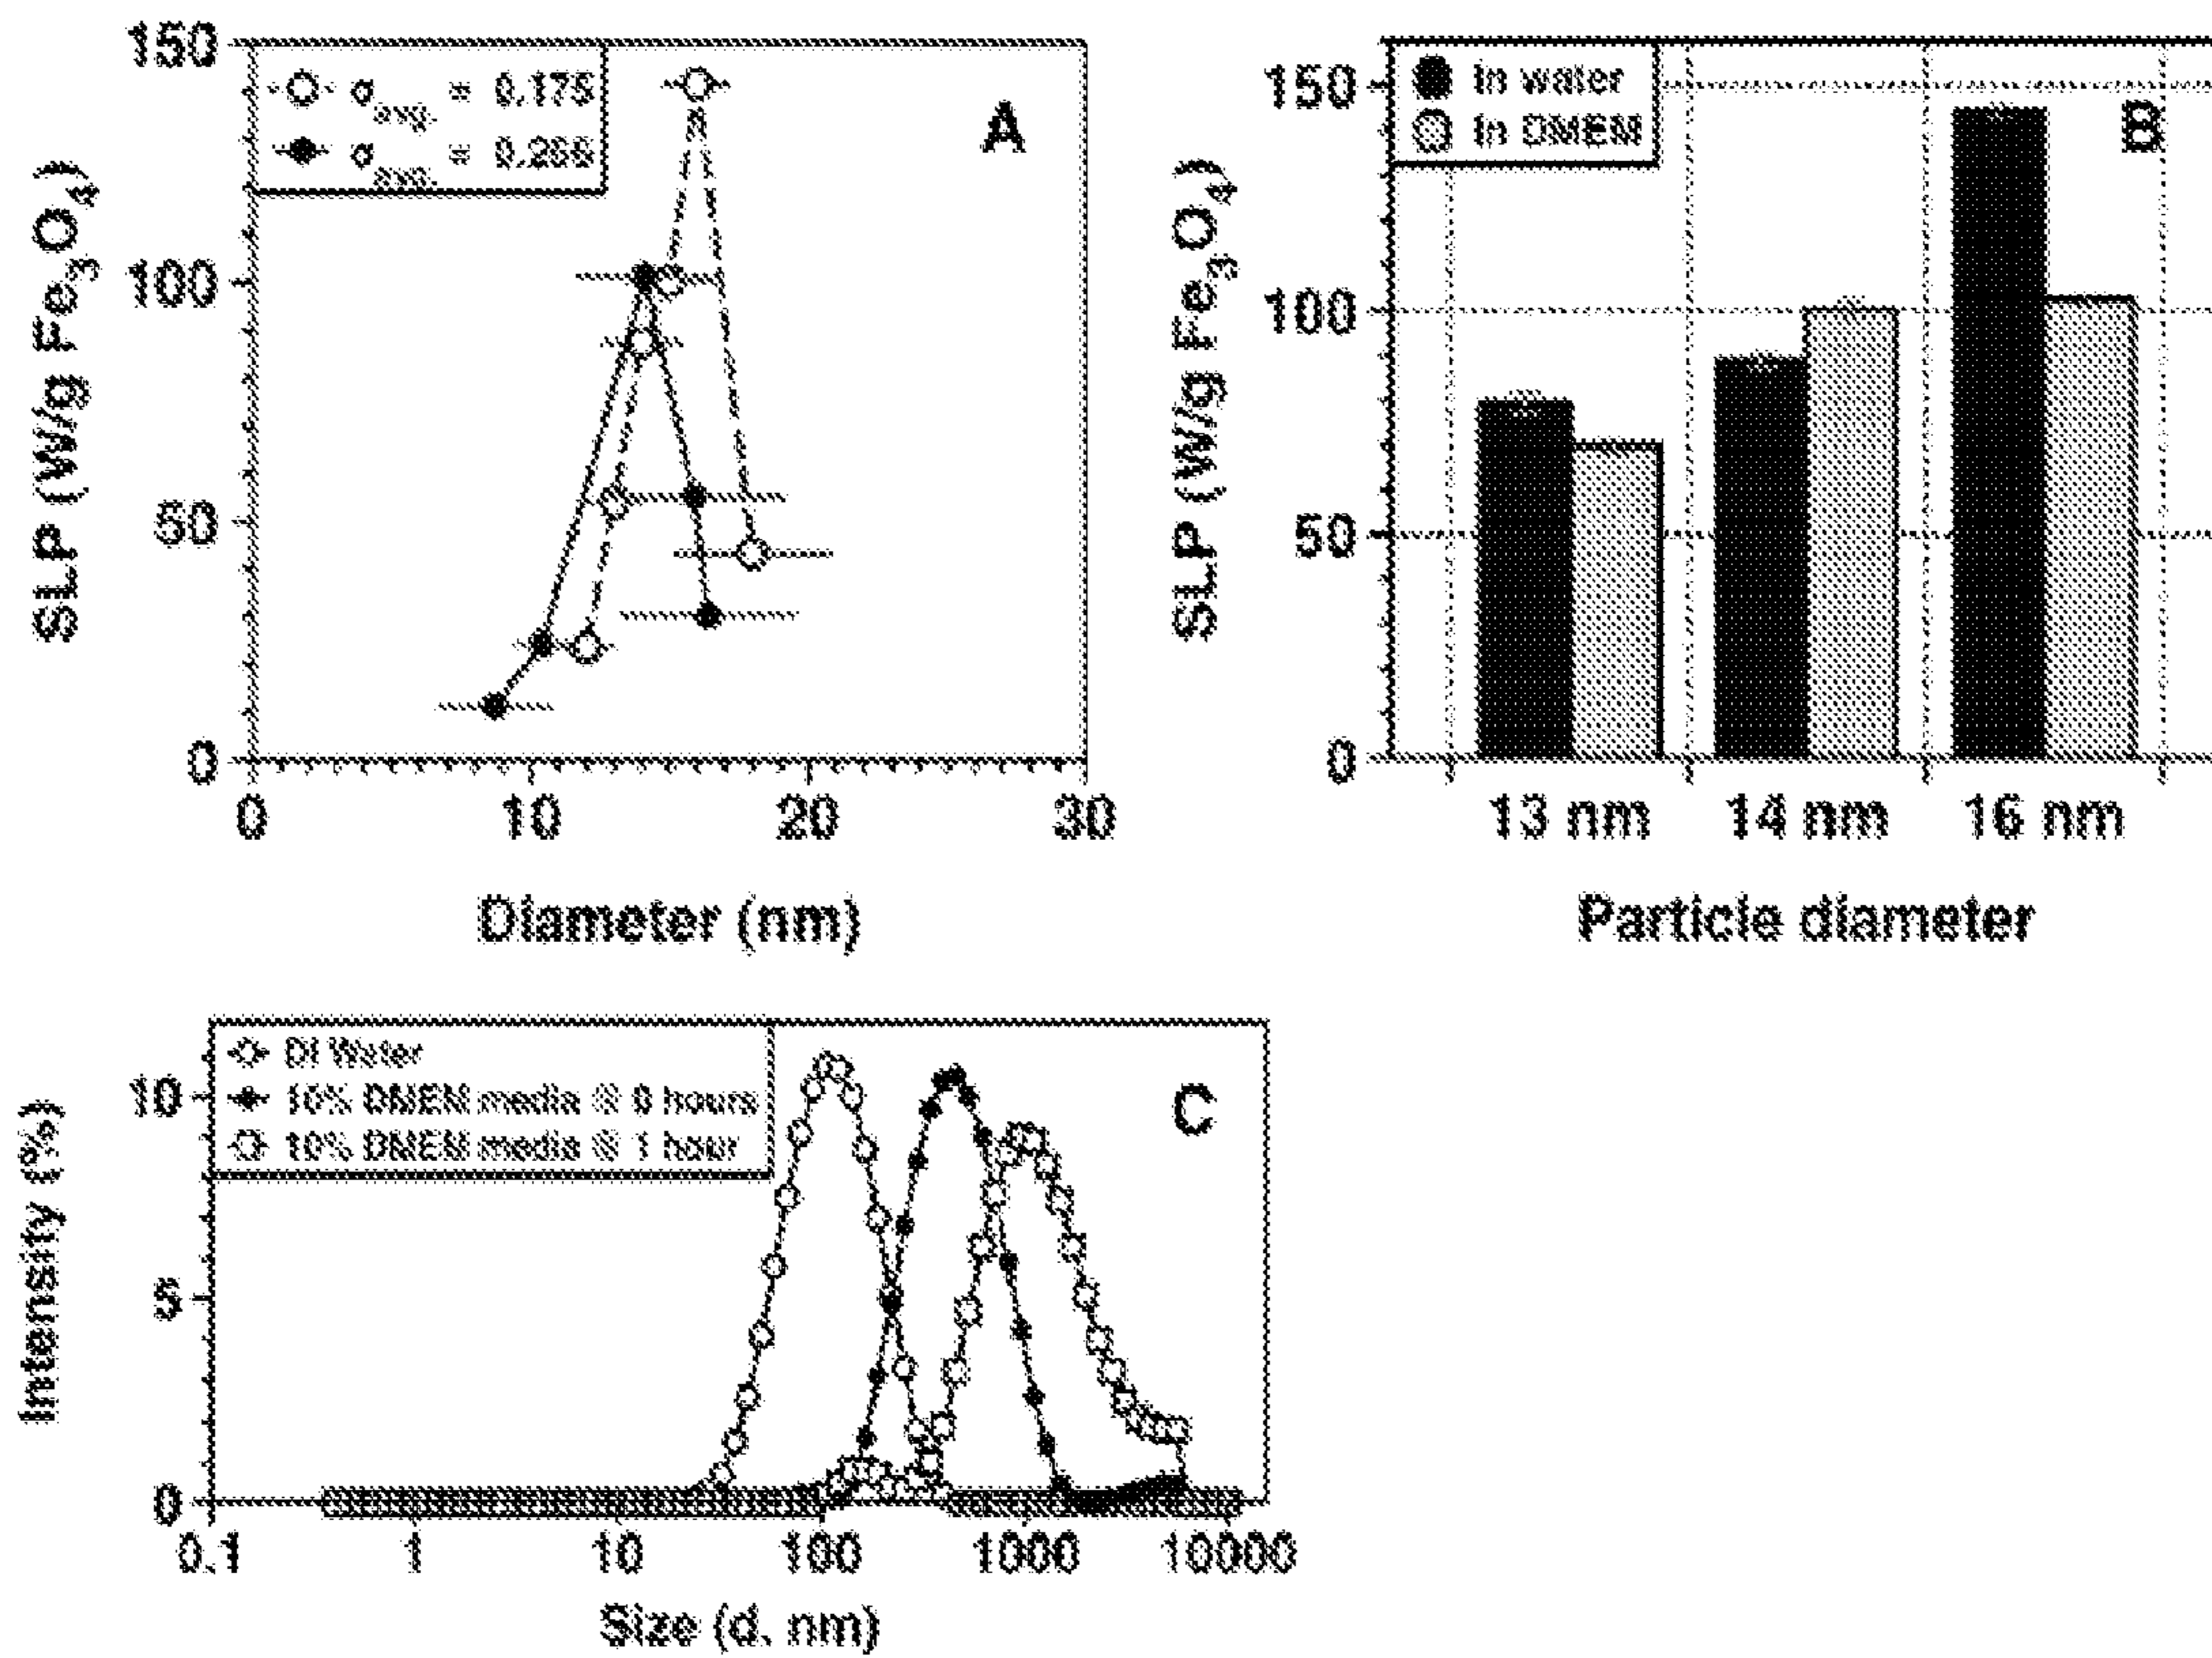 150
100
50
0
σavg. = 0.175
σavg. = 0.266
A
SLP (W/g Fe3O4)
0 10 20 30
Diameter (nm)
150
100
50
0
In water
In DMEM
B
SLP (W/g Fe3O4)
13 nm 14 nm 16 nm
Particle diameter
10
5
0
DI Water
10% DMEM media @ 0 hours
10% DMEM media @ 1 hour
C
Intensity (%)
0.1 1 10 100 1000 10000
Size (d. nm)